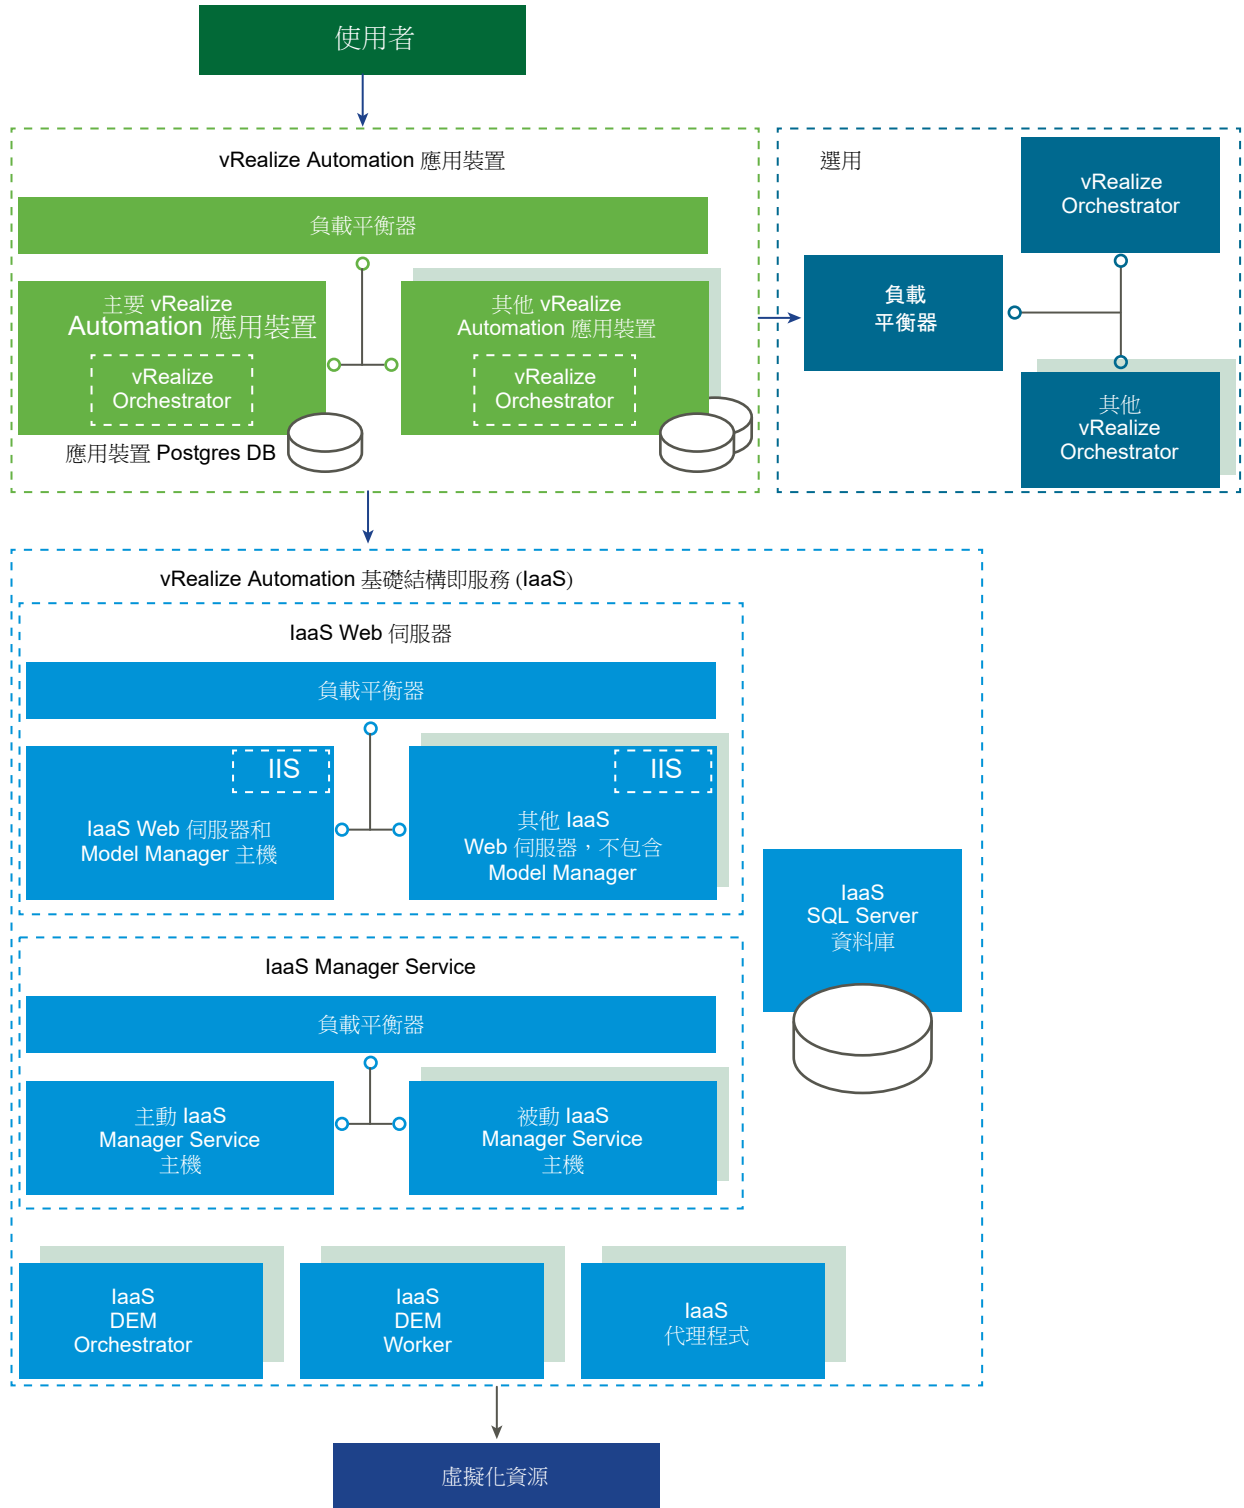 使用者
vRealize Automation 應用裝置
負載平衡器
主要 vRealize
Automation 應用裝置
vRealize
Orchestrator
其他 vRealize
Automation 應用裝置
vRealize
Orchestrator
應用裝置 Postgres DB
選用
vRealize
Orchestrator
負載
平衡器
其他
vRealize
Orchestrator
vRealize Automation 基礎結構即服務 (IaaS)
IaaS Web 伺服器
負載平衡器
IIS
IaaS Web 伺服器和
Model Manager 主機
IIS
其他 IaaS
Web 伺服器，不包含
Model Manager
IaaS
SQL Server
資料庫
IaaS Manager Service
負載平衡器
主動 IaaS
Manager Service
主機
被動 IaaS
Manager Service
主機
IaaS
DEM
Orchestrator
IaaS
DEM
Worker
IaaS
代理程式
虛擬化資源